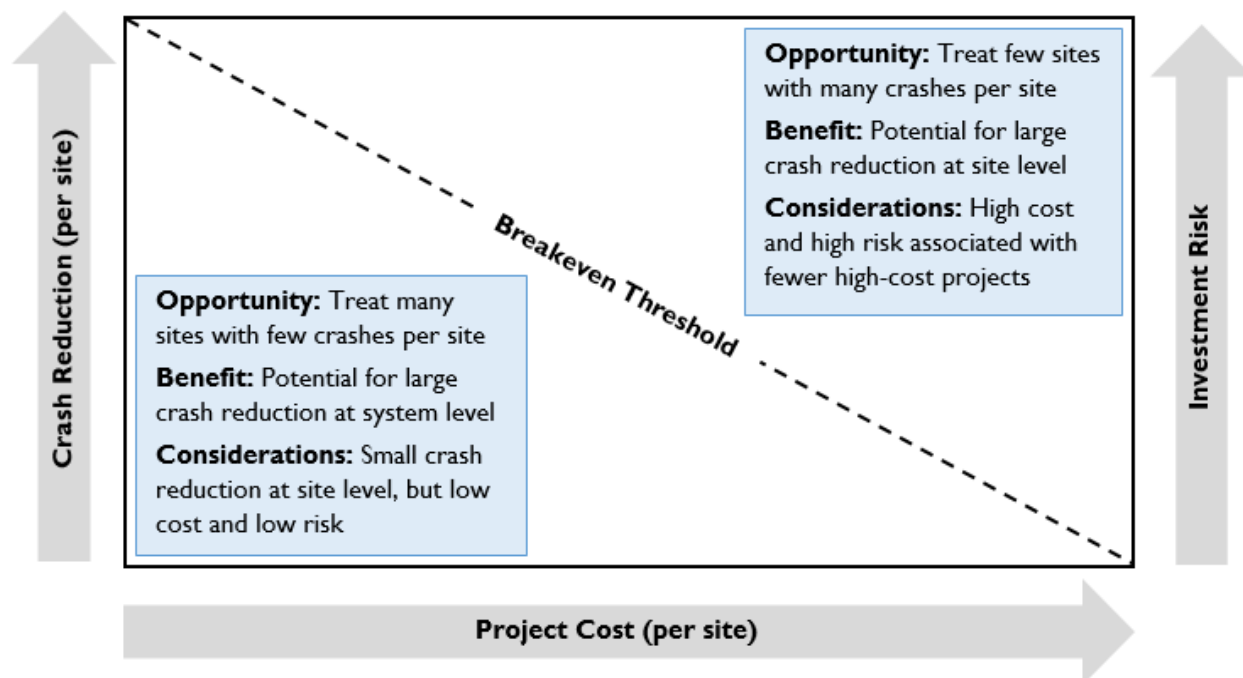 Crash Reduction (per site)
Opportunity: Treat few sites
with many crashes per site
Benefit: Potential for large
crash reduction at site level
Considerations: High cost
and high risk associated with
fewer high-cost projects
Breakeven Threshold
Opportunity: Treat many
sites with few crashes per site
Benefit: Potential for large
crash reduction at system level
Considerations: Small crash
reduction at site level, but low
cost and low risk
Investment Risk
Project Cost (per site)